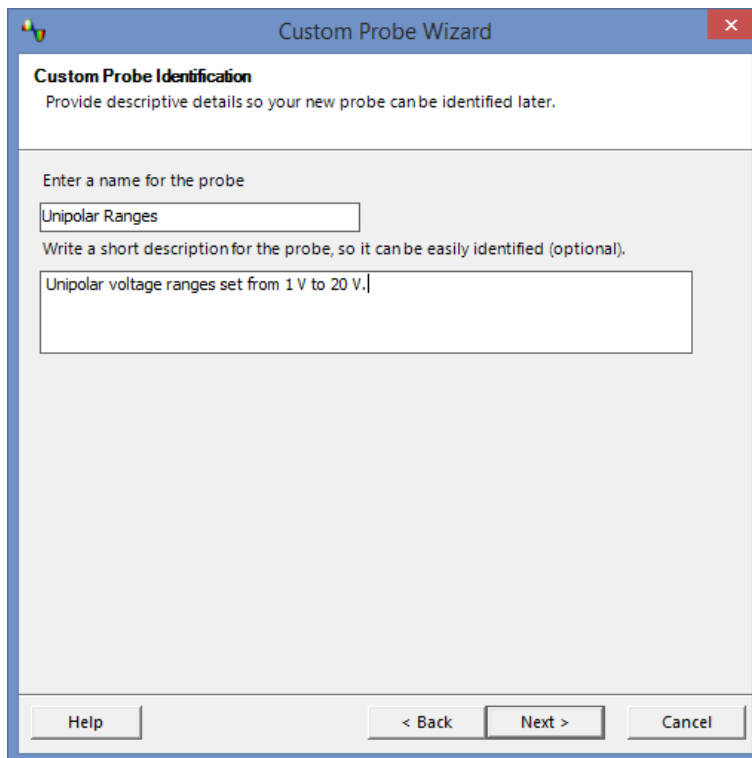 Custom Probe Wizard
Custom Probe Identification
Provide descriptive details so your new probe can be identified later.
Enter a name for the probe
Unipolar Ranges
Write a short description for the probe, so it can be easily identified (optional).
Unipolar voltage ranges set from 1 V to 20 V.
Help
< Back
Next >
Cancel